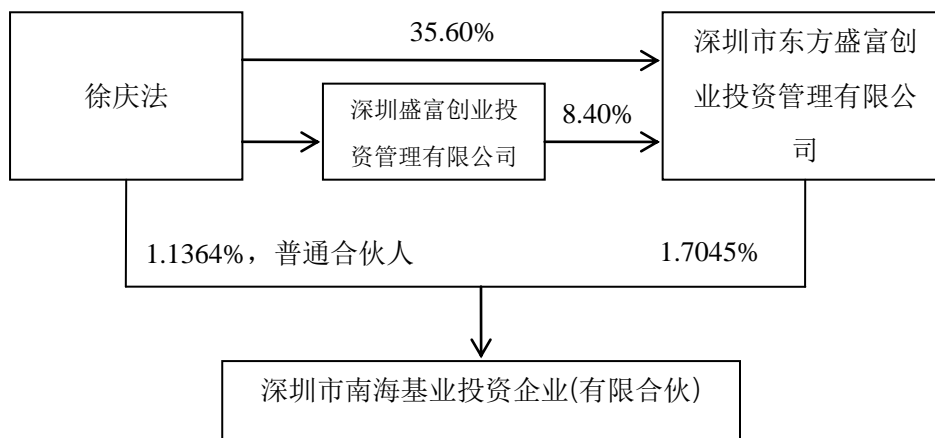 35.60%
徐庆法
深圳市东方盛富创
业投资管理有限公
司
深圳盛富创业投
资管理有限公司
8.40%
1.1364%，普通合伙人
1.7045%
深圳市南海基业投资企业(有限合伙)